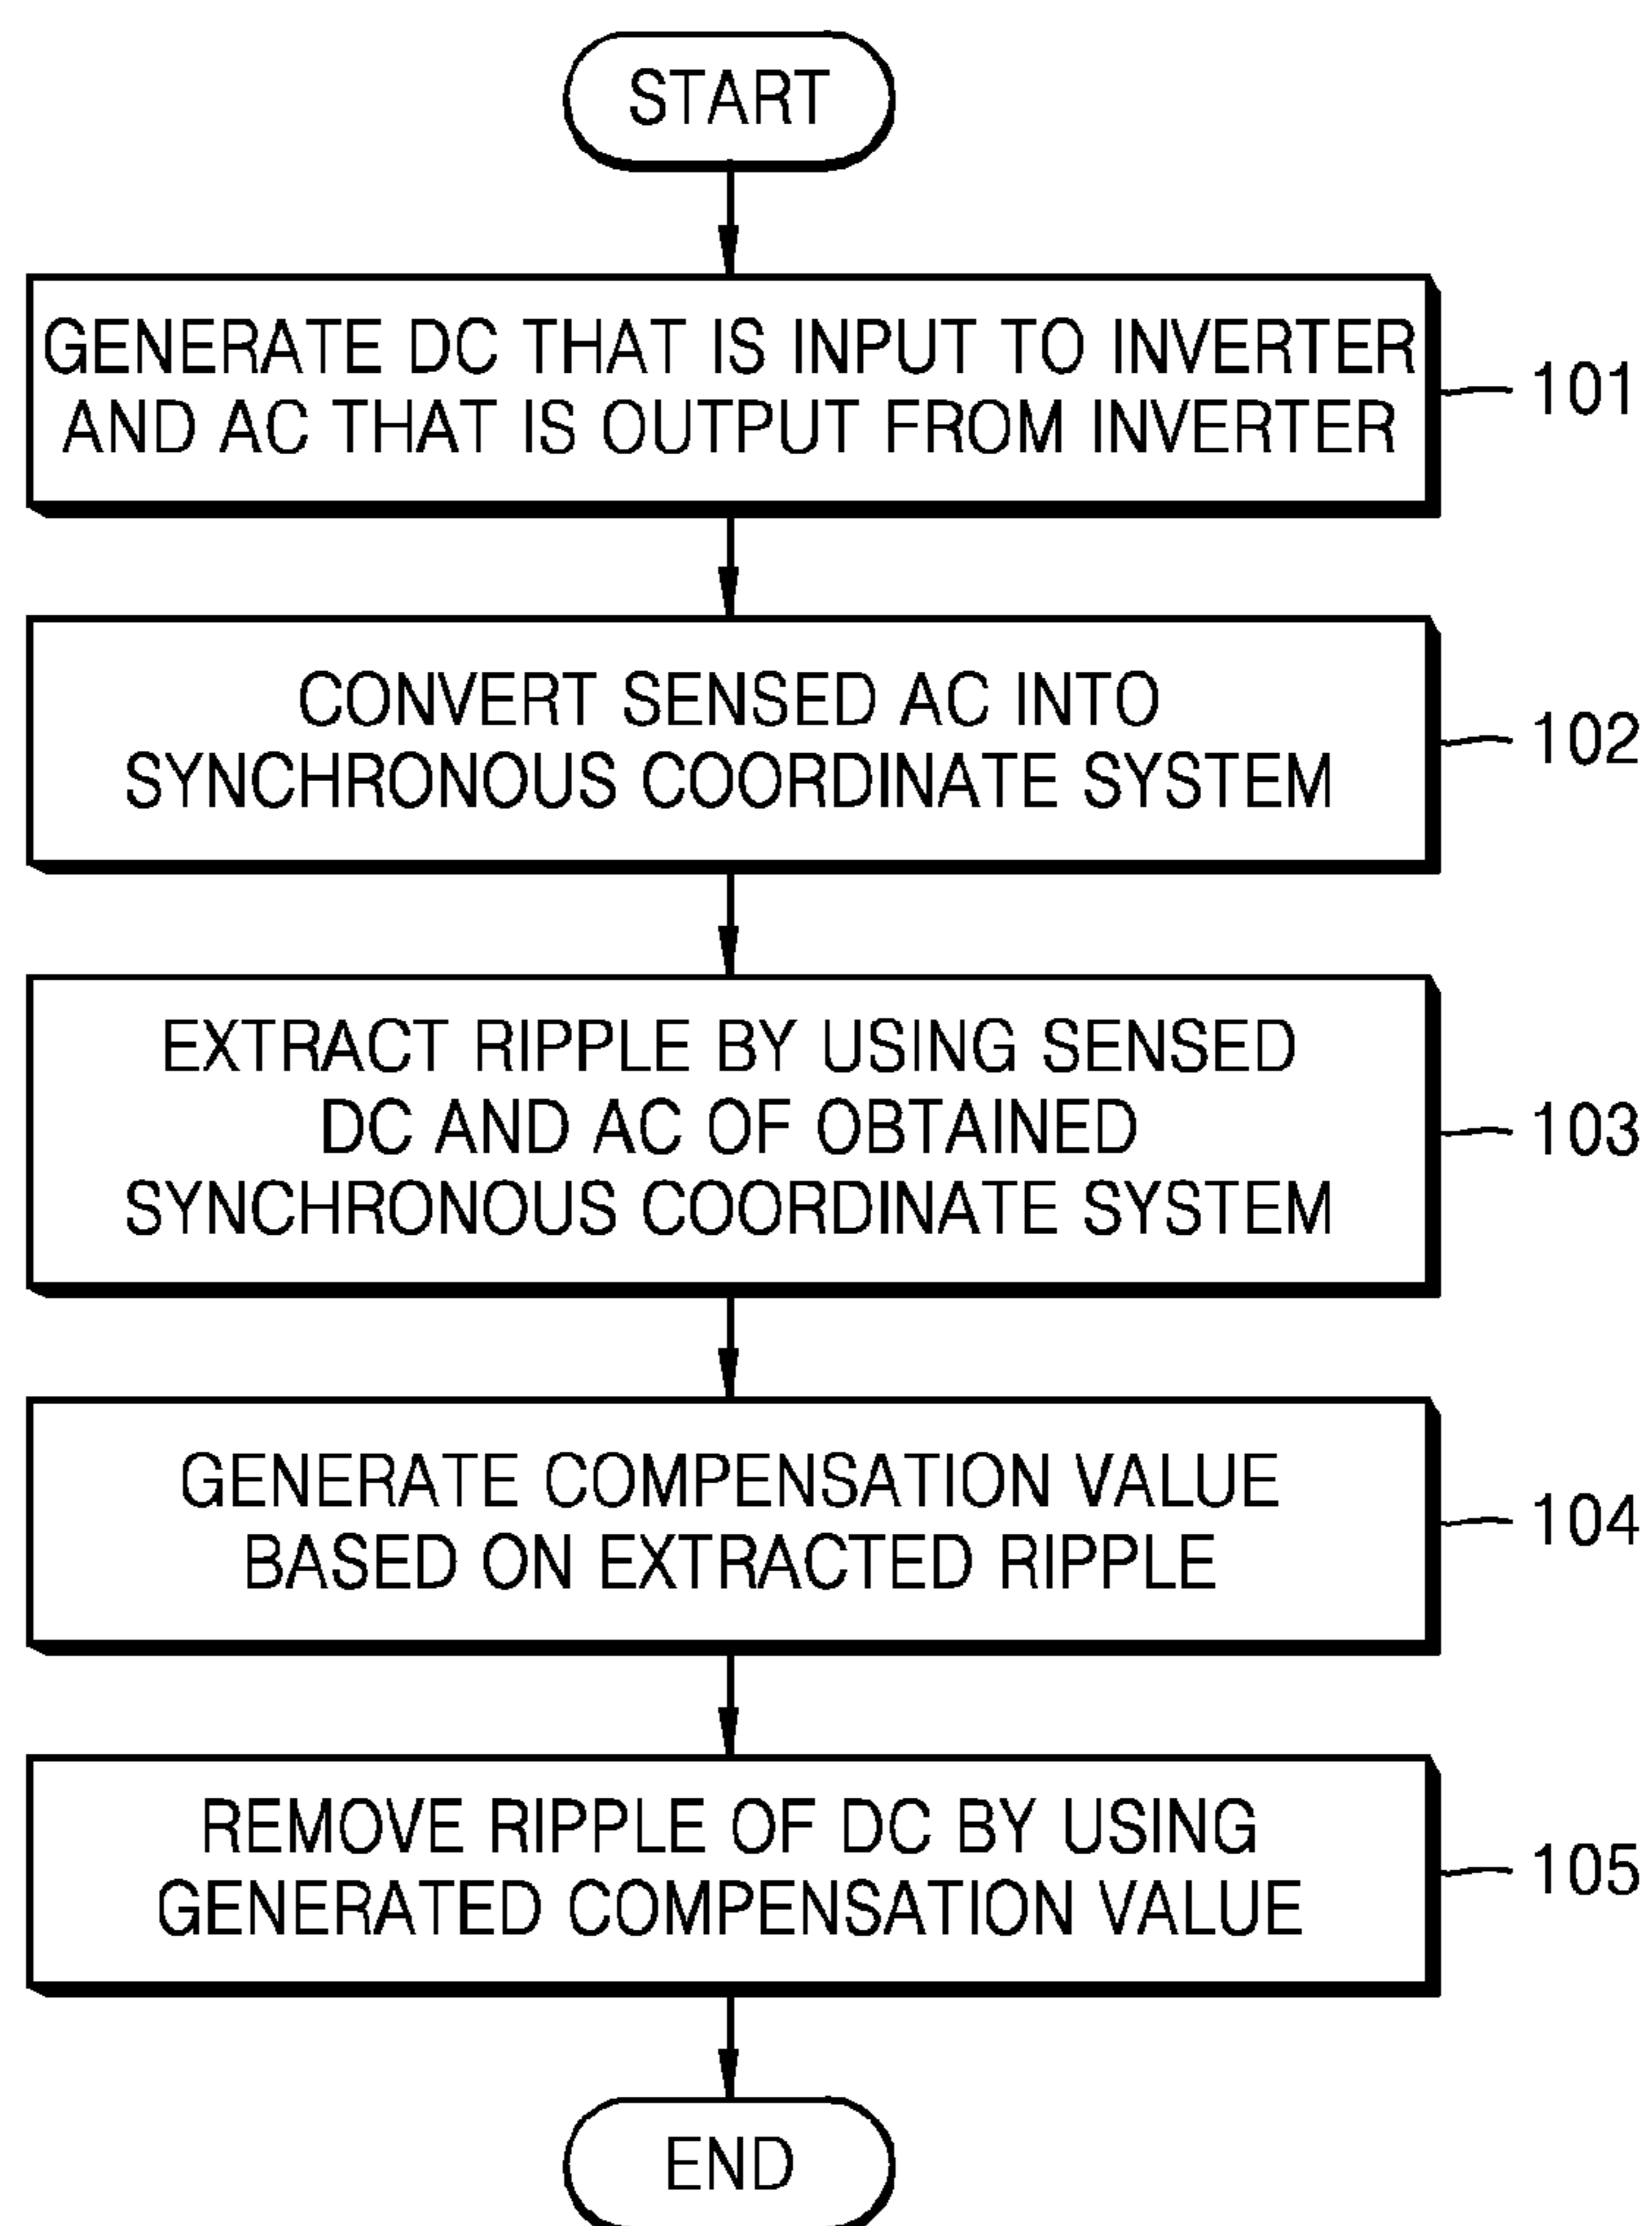 START
GENERATE DC THAT IS INPUT TO INVERTER
AND AC THAT IS OUTPUT FROM INVERTER
101
CONVERT SENSED AC INTO
SYNCHRONOUS COORDINATE SYSTEM
102
EXTRACT RIPPLE BY USING SENSED
DC AND AC OF OBTAINED
SYNCHRONOUS COORDINATE SYSTEM
103
GENERATE COMPENSATION VALUE
BASED ON EXTRACTED RIPPLE
104
REMOVE RIPPLE OF DC BY USING
GENERATED COMPENSATION VALUE
105
END